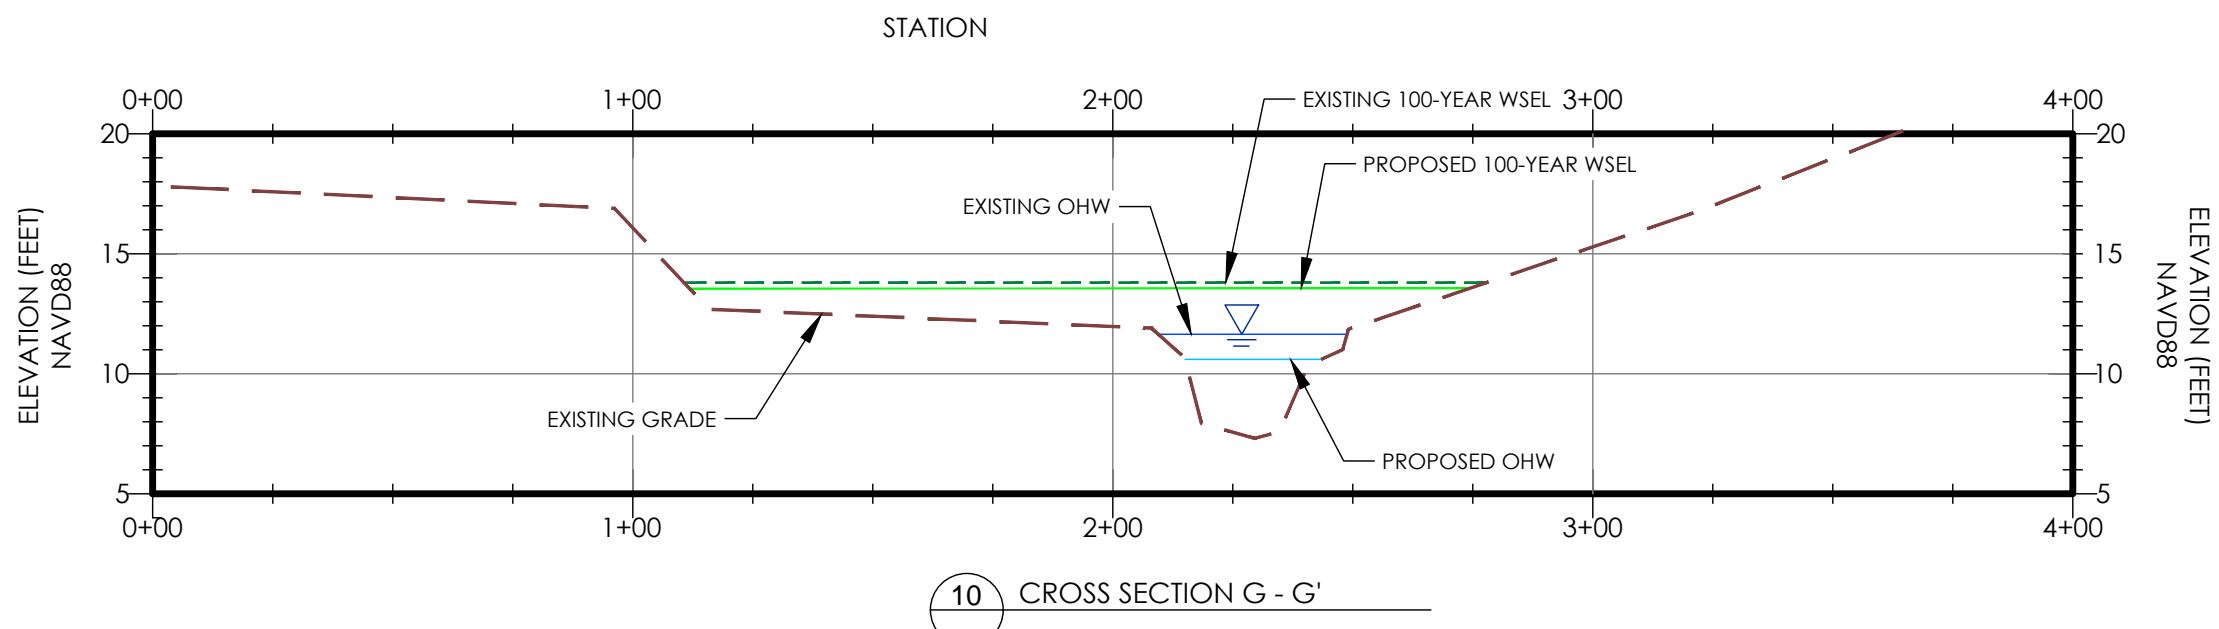 STATION
0+00 1+00 2+00 3+00 4+00
EXISTING 100-YEAR WSEL
PROPOSED 100-YEAR WSEL
EXISTING OHW
EXISTING GRADE
PROPOSED OHW
20 20
15 15
10 10
5 5
ELEVATION (FEET)
NAVD88
ELEVATION (FEET)
NAVD88
0+00 1+00 2+00 3+00 4+00
10 CROSS SECTION G - G'